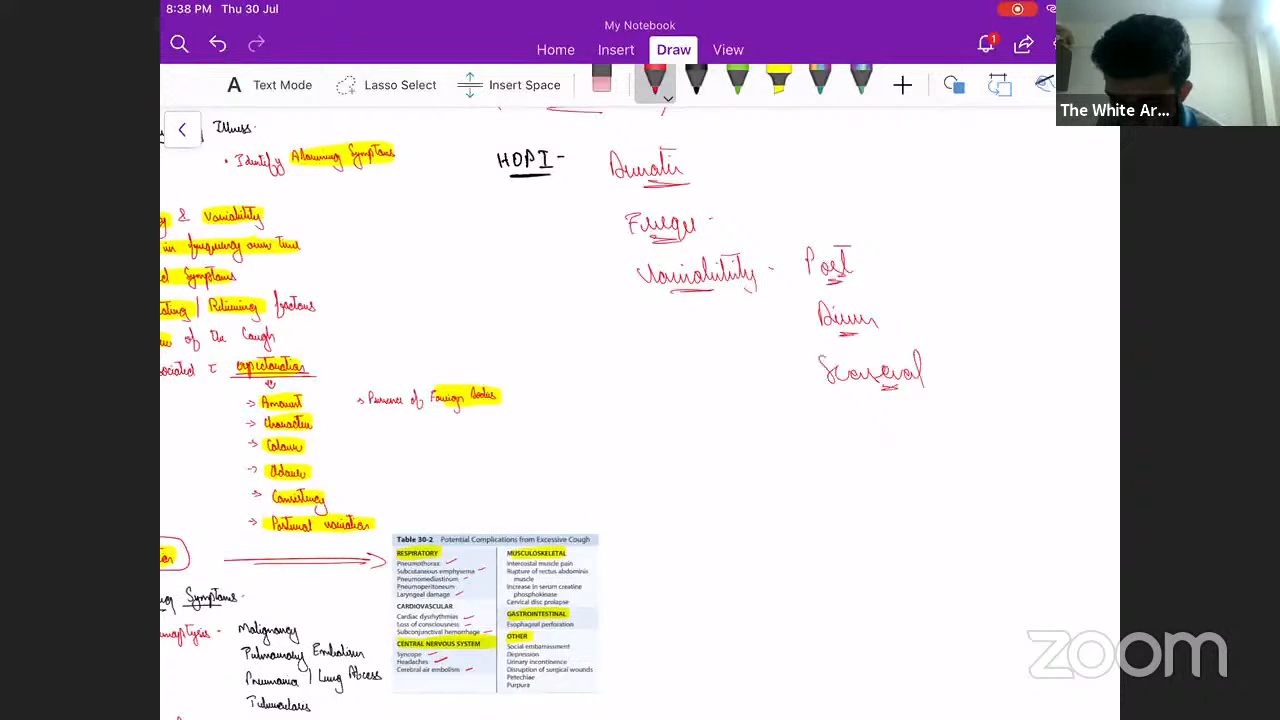 8:38 PM Thu 30 Jul
My Notebook
Home Insert Draw View
1
A Text Mode Lasso Select Insert Space
The White Ar...
Illness.
• Identify Alarming Symptoms
HOPI -
& Variability
in frequency over time
Symptoms
Relieving factors
of the Cough
expectoration
→ Amount
→ Character
→ Colour
→ Odour
→ Consistency
→ Postural variation
→ Presence of Foreign Bodies
Variability - Post
Diurn
Seasonal
Table 30-2 Potential Complications from Excessive Cough
RESPIRATORY
Pneumothorax
Subcutaneous emphysema
Pneumomediastinum
Pneumoperitoneum
Laryngeal damage
CARDIOVASCULAR
Cardiac dysrhythmias
Loss of consciousness
Subconjunctival hemorrhage
CENTRAL NERVOUS SYSTEM
Syncope
Headaches
Cerebral air embolism
MUSCULOSKELETAL
Intercostal muscle pain
Rupture of rectus abdominis
muscle
Increase in serum creatine
phosphokinase
Cervical disc prolapse
GASTROINTESTINAL
Esophageal perforation
OTHER
Social embarrassment
Depression
Urinary incontinence
Disruption of surgical wounds
Petechiae
Purpura
Symptoms.
Malignancy
Pulmonary Embolism
Pneumonia / Lung Abcess
Tuberculosis
zoom